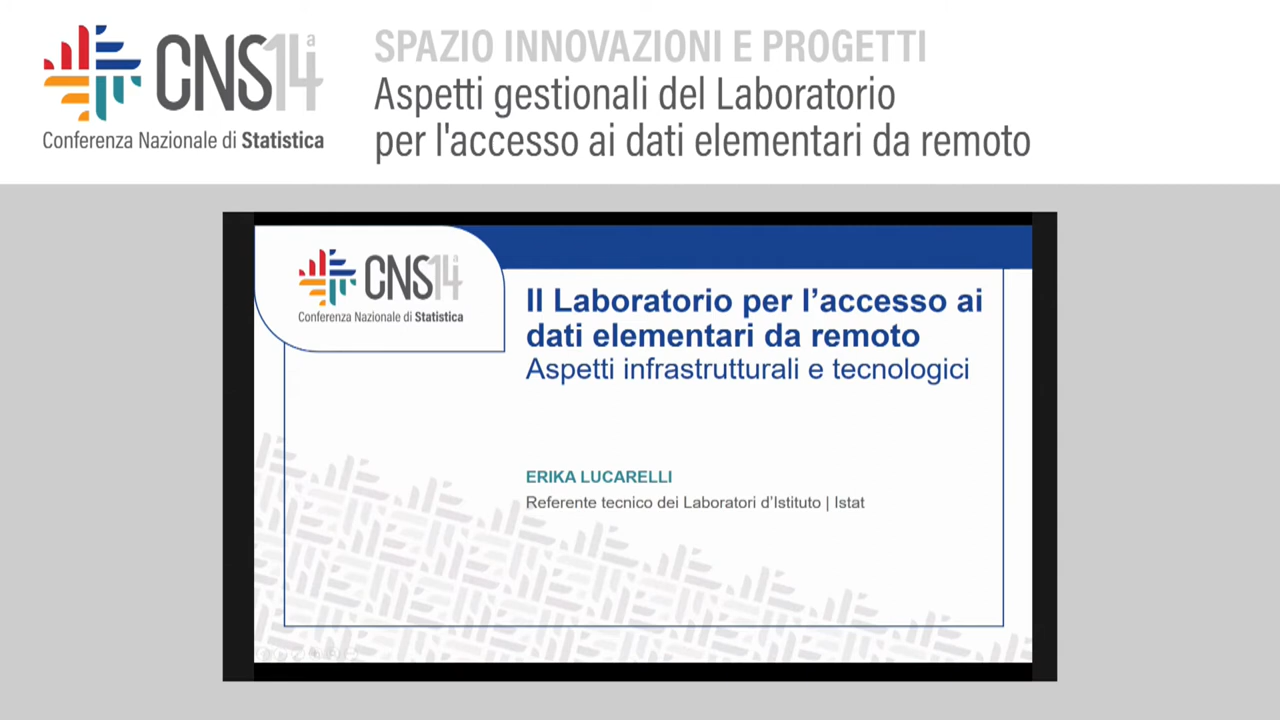 CNS14a
Conferenza Nazionale di Statistica
SPAZIO INNOVAZIONI E PROGETTI
Aspetti gestionali del Laboratorio
per l'accesso ai dati elementari da remoto
CNS14a
Conferenza Nazionale di Statistica
Il Laboratorio per l’accesso ai
dati elementari da remoto
Aspetti infrastrutturali e tecnologici
ERIKA LUCARELLI
Referente tecnico dei Laboratori d’Istituto | Istat